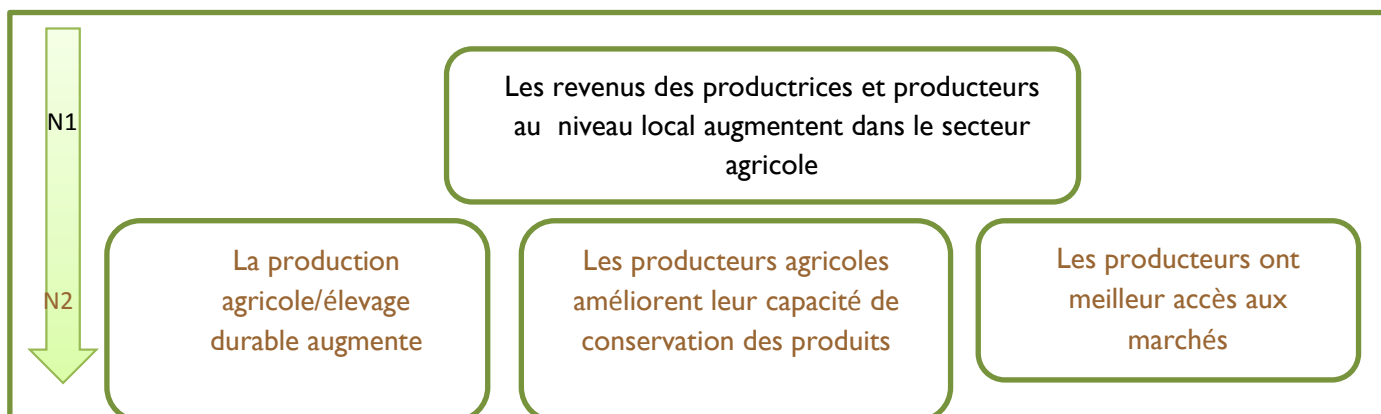 N1
Les revenus des productrices et producteurs
au niveau local augmentent dans le secteur
agricole
N2
La production
agricole/élevage
durable augmente
Les producteurs agricoles
améliorent leur capacité de
conservation des produits
Les producteurs ont
meilleur accès aux
marchés